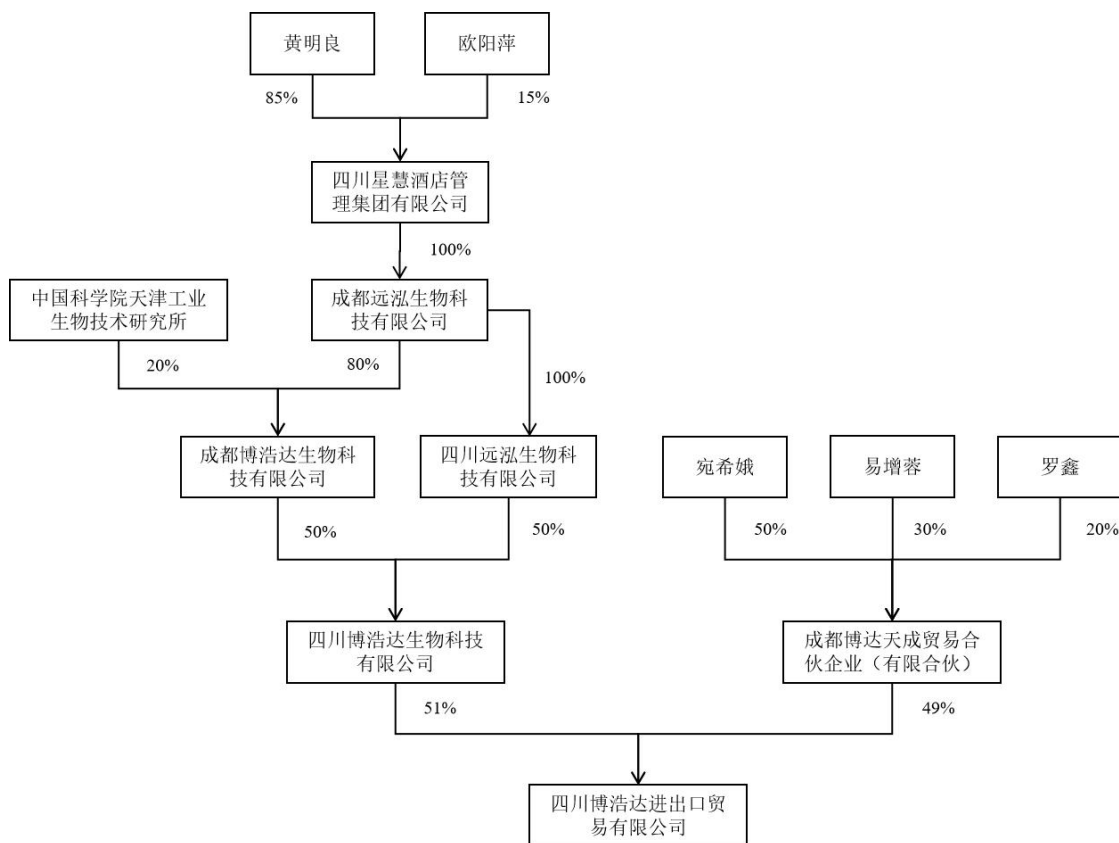 黄明良
欧阳萍
85%
15%
四川星慧酒店管
理集团有限公司
100%
中国科学院天津工业
生物技术研究所
成都远泓生物科
技有限公司
20%
80%
100%
成都博浩达生物科
技有限公司
四川远泓生物科
技有限公司
宛希娥
易增蓉
罗鑫
50%
50%
50%
30%
20%
四川博浩达生物科技
有限公司
成都博达天成贸易合
伙企业（有限合伙）
51%
49%
四川博浩达进出口贸
易有限公司